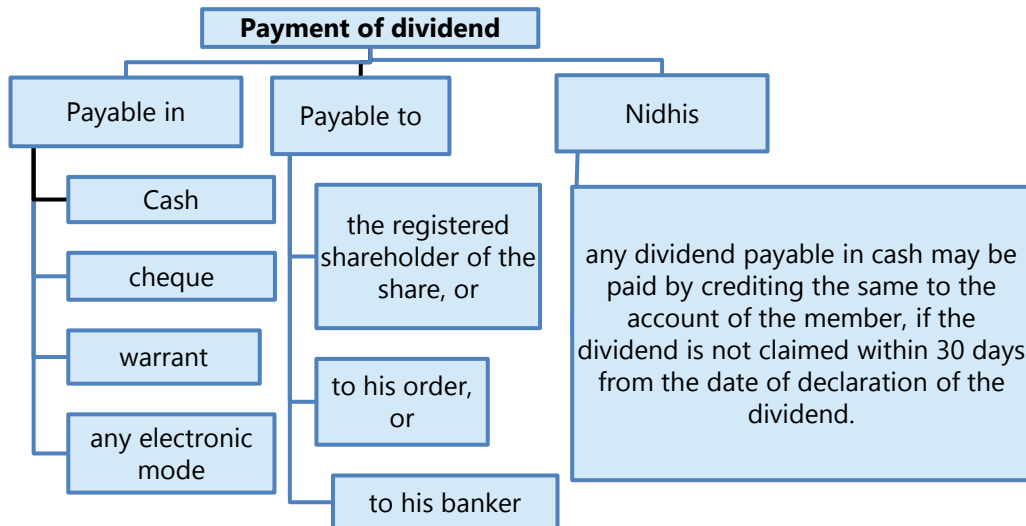 Payment of dividend
Payable in
Cash
cheque
warrant
any electronic
mode
Payable to
the registered
shareholder of the
share, or
to his order,
or
to his banker
Nidhis
any dividend payable in cash may be
paid by crediting the same to the
account of the member, if the
dividend is not claimed within 30 days
from the date of declaration of the
dividend.